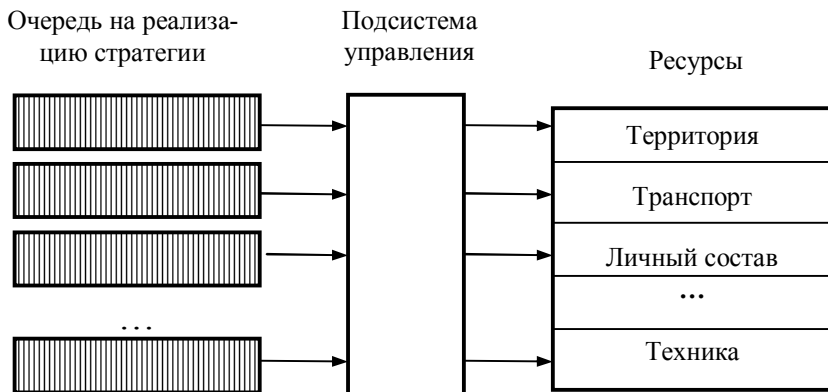 Очередь на реализа-
цию стратегии
Подсистема
управления
Ресурсы
Территория
Транспорт
Личный состав
...
...
Техника